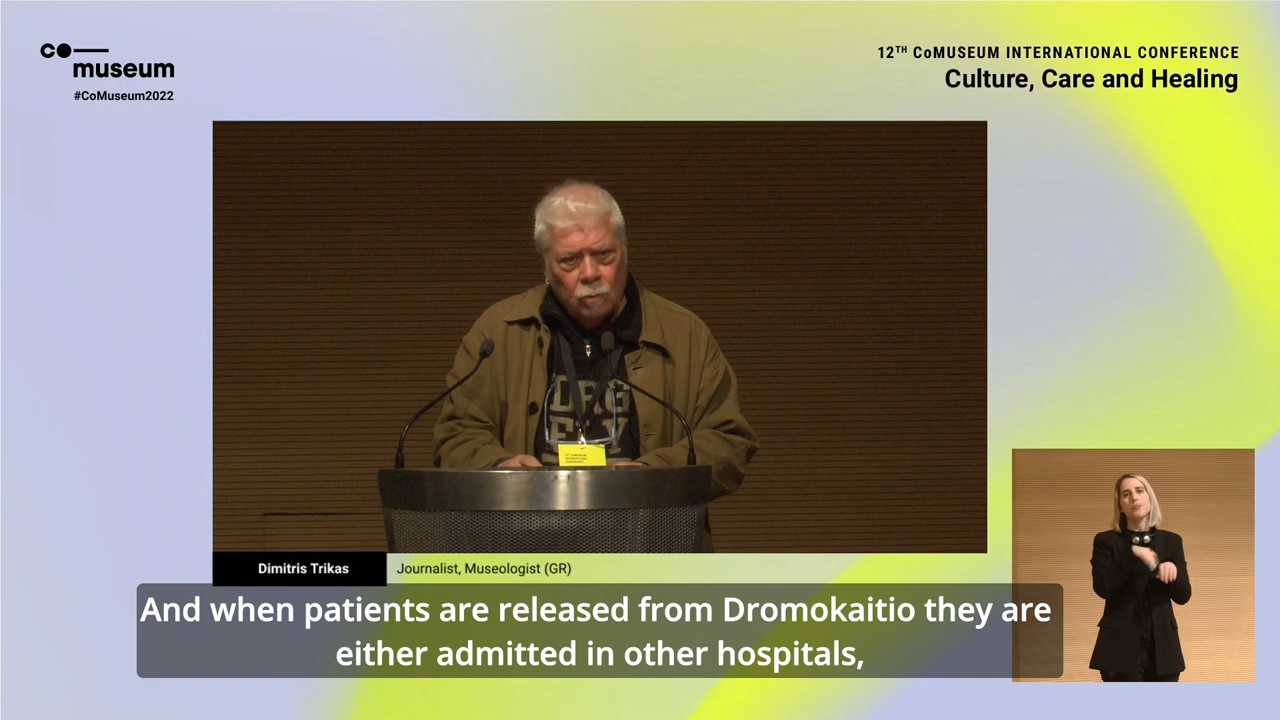 co
museum
#CoMuseum2022
12TH CoMUSEUM INTERNATIONAL CONFERENCE
Culture, Care and Healing
Dimitris Trikas
Journalist, Museologist (GR)
And when patients are released from Dromokaitio they are
either admitted in other hospitals,